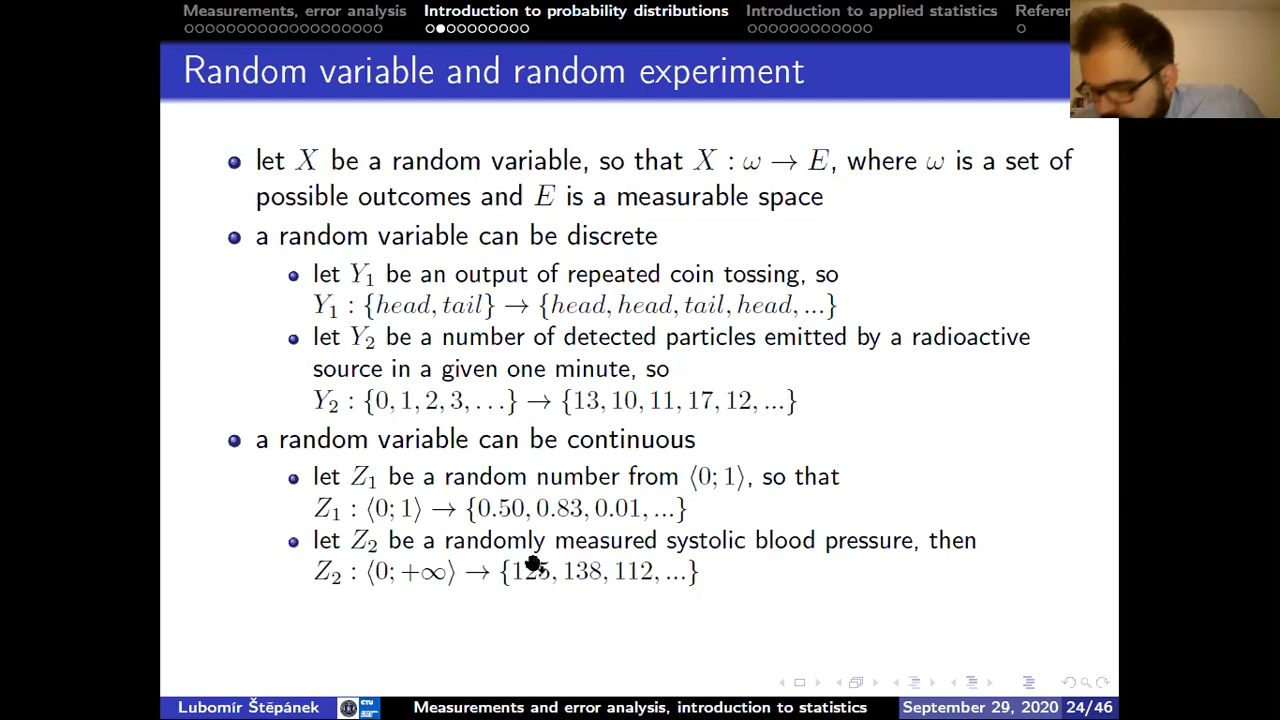 Measurements, error analysis Introduction to probability distributions Introduction to applied statistics
Random variable and random experiment
let X be a random variable, so that X : ω → E, where ω is a set of
possible outcomes and E is a measurable space
a random variable can be discrete
let Y₁ be an output of repeated coin tossing, so
Y₁ : {head, tail} → {head, head, tail, head, ...}
let Y₂ be a number of detected particles emitted by a radioactive
source in a given one minute, so
Y₂ : {0, 1, 2, 3, . . .} → {13, 10, 11, 17, 12, ...}
a random variable can be continuous
let Z₁ be a random number from ⟨0; 1⟩, so that
Z₁ : ⟨0; 1⟩ → {0.50, 0.83, 0.01, ...}
let Z₂ be a randomly measured systolic blood pressure, then
Z₂ : ⟨0; +∞⟩ → {125, 138, 112, ...}
Lubomír Štěpánek CTU Measurements and error analysis, introduction to statistics September 29, 2020 24/46